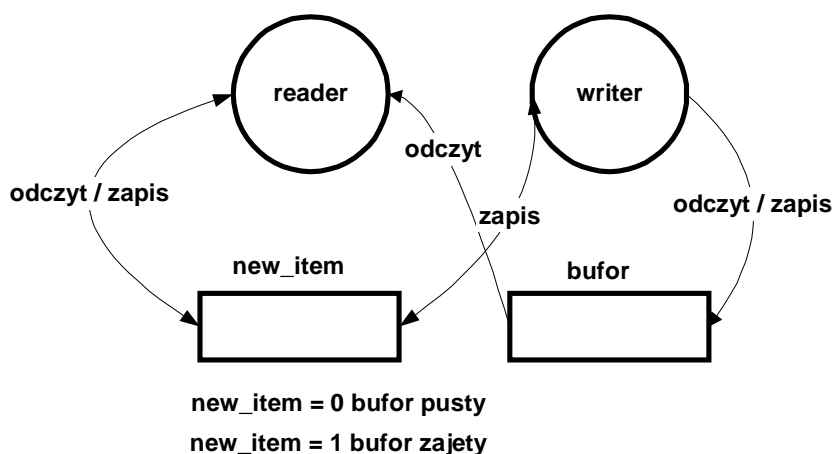 reader
writer
odczyt
odczyt / zapis
zapis
odczyt / zapis
new_item
bufor
new_item = 0 bufor pusty
new_item = 1 bufor zajety